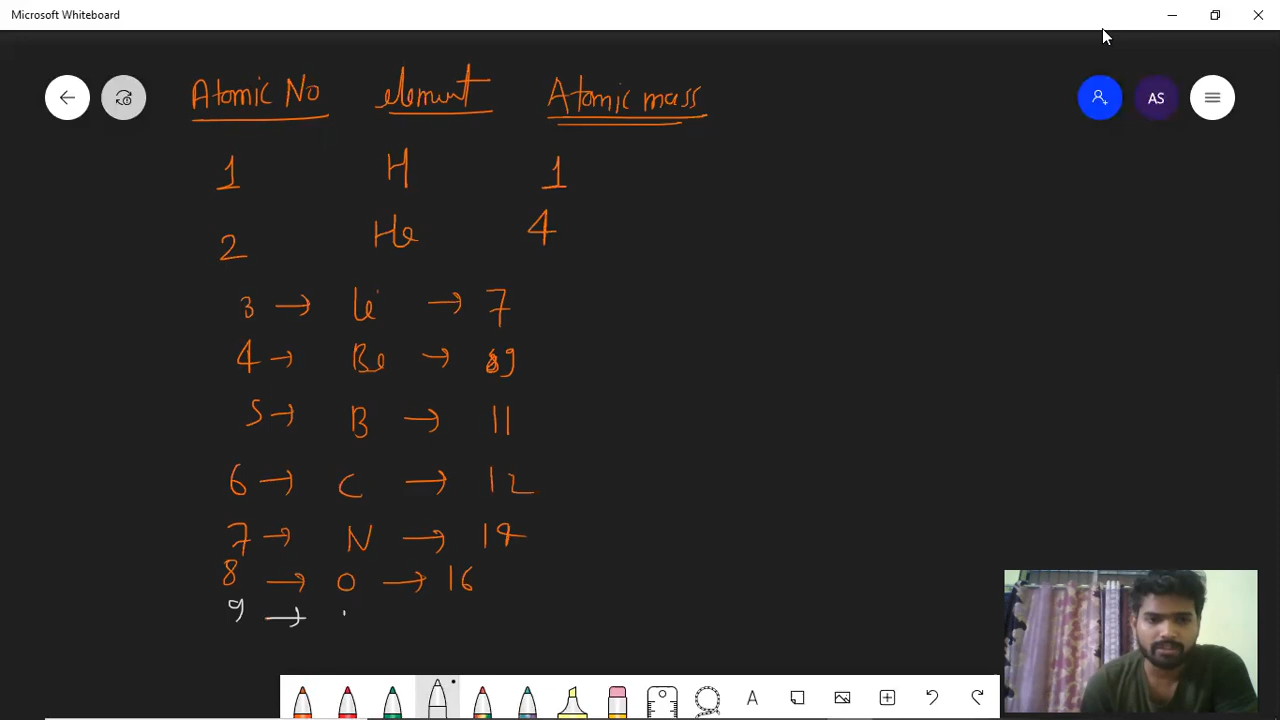 Microsoft Whiteboard
Atomic No element Atomic mass
1 H 1
2 He 4
3 → Li → 7
4 → Be → 9
5 → B → 11
6 → C → 12
7 → N → 14
8 → O → 16
9 →
AS
A